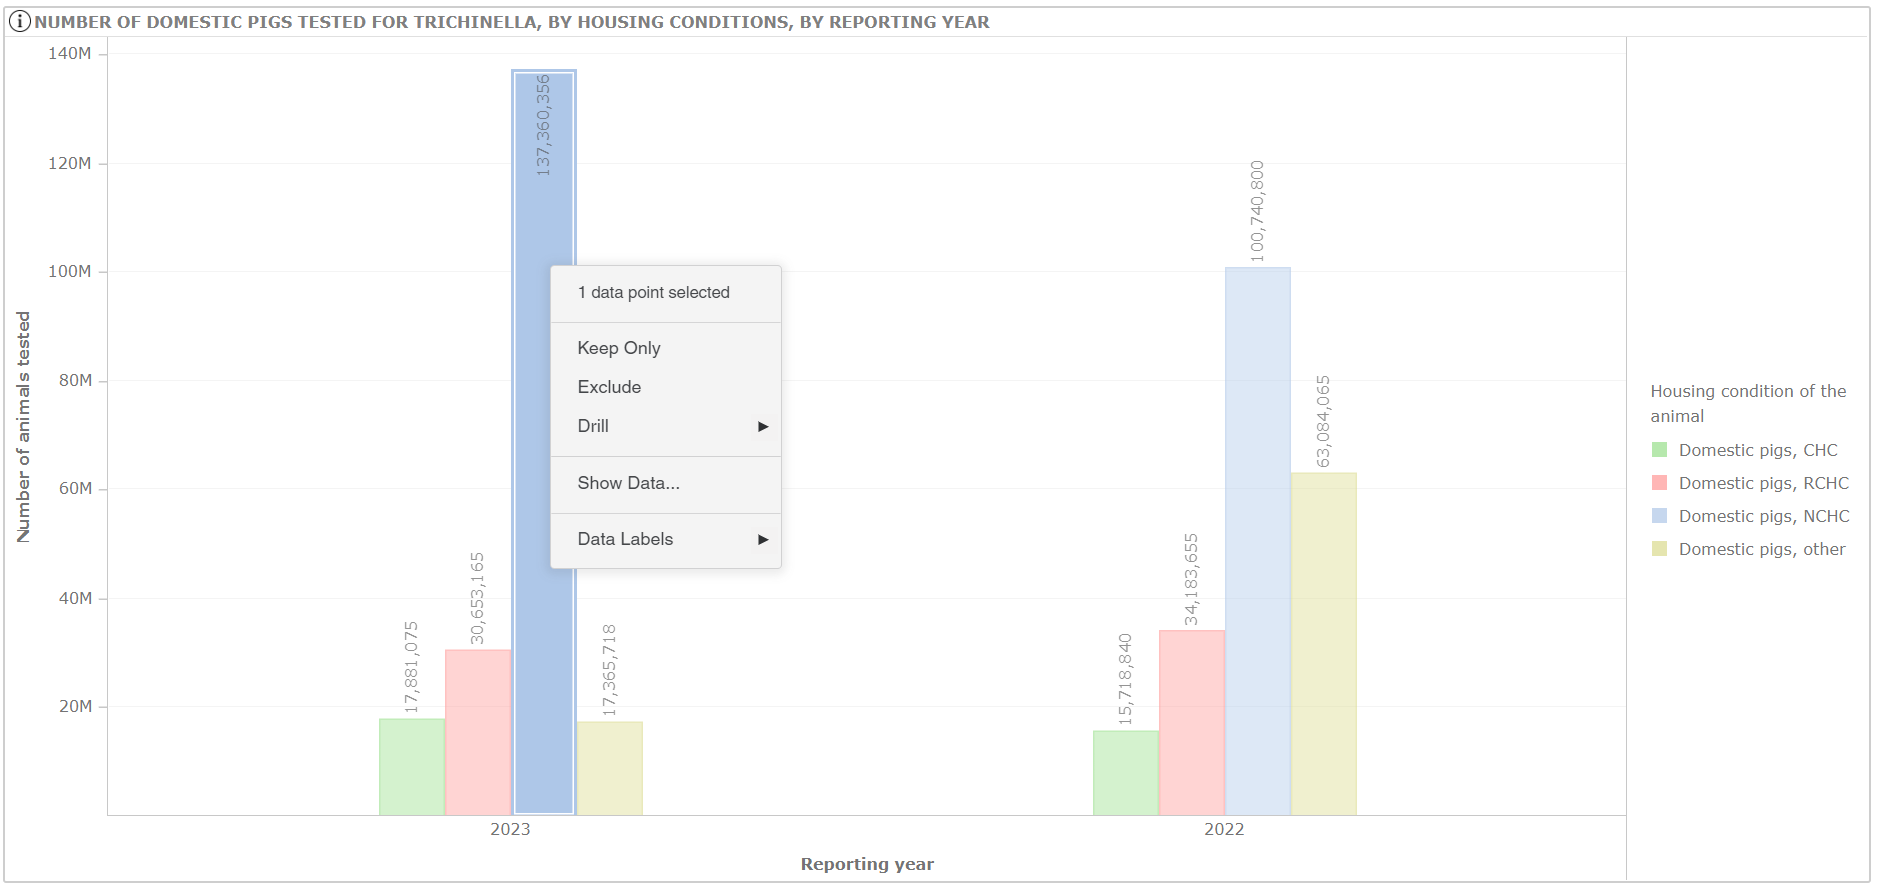 NUMBER OF DOMESTIC PIGS TESTED FOR TRICHINELLA, BY HOUSING CONDITIONS, BY REPORTING YEAR
Number of animals tested
140M
120M
100M
80M
60M
40M
20M
17,881,075
30,653,165
137,360,356
17,365,718
15,718,840
34,183,655
100,740,800
63,084,065
1 data point selected
Keep Only
Exclude
Drill
Show Data...
Data Labels
2023
2022
Reporting year
Housing condition of the
animal
Domestic pigs, CHC
Domestic pigs, RCHC
Domestic pigs, NCHC
Domestic pigs, other